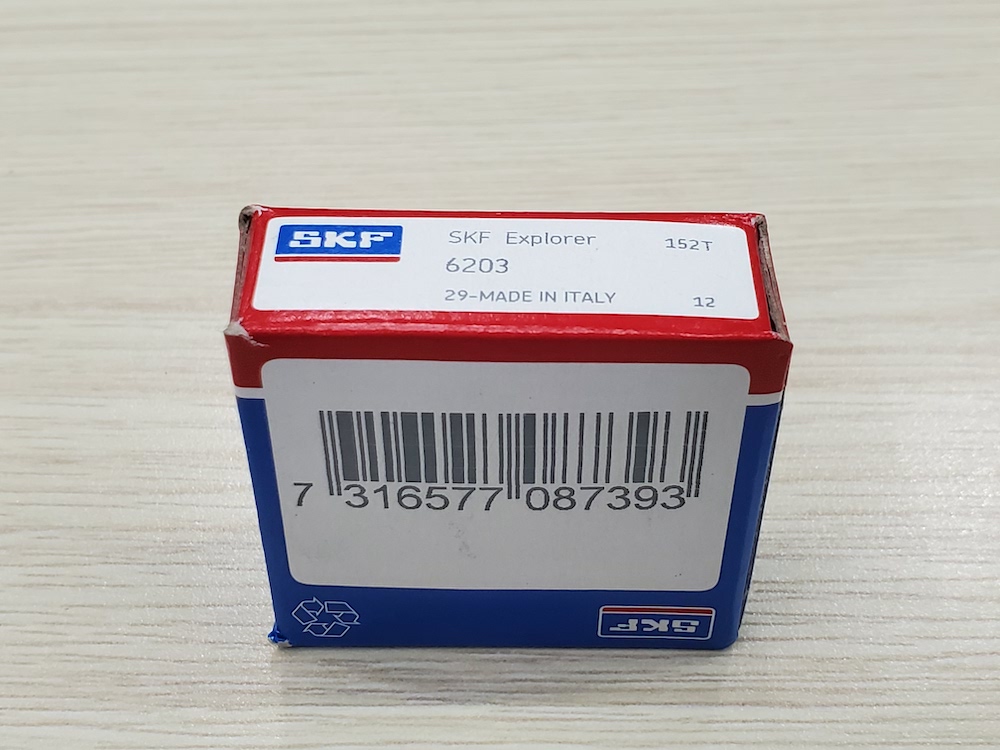 SKF
SKF Explorer
152T
6203
29-MADE IN ITALY
12
7 316577 087393
SKF